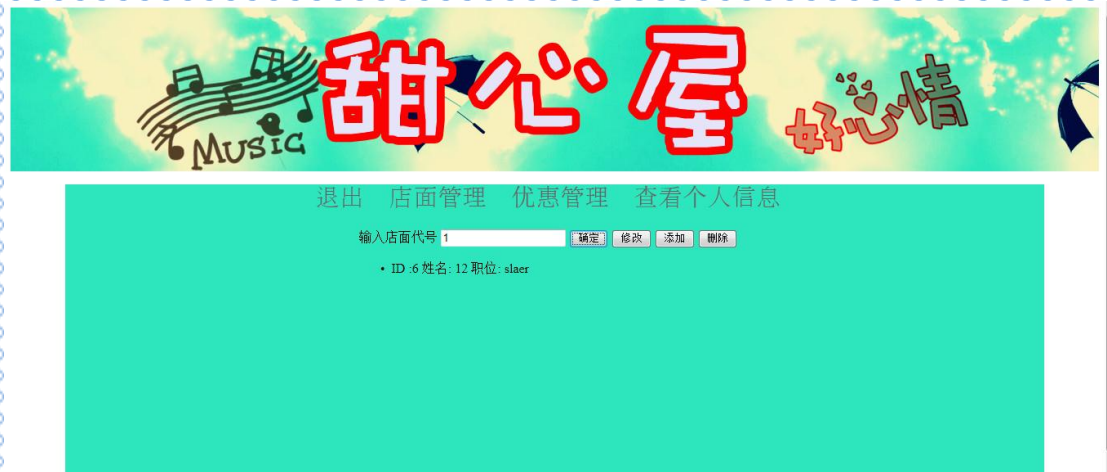 MUSIC 甜心屋 好心情
退出 店面管理 优惠管理 查看个人信息
输入店面代号 1 确定 修改 添加 删除
• ID :6 姓名: 12 职位: slaer